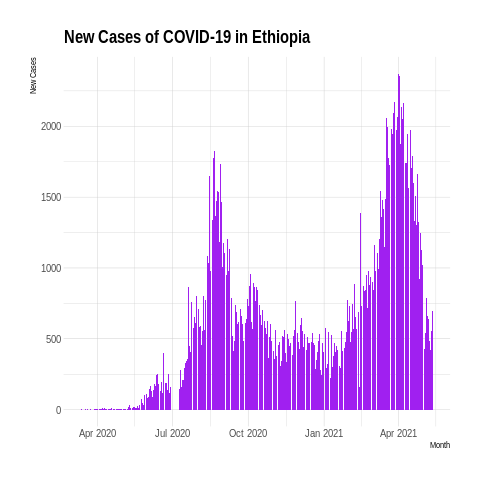 New Cases of COVID-19 in Ethiopia
New Cases
2000
1500
1000
500
0
Apr 2020 Jul 2020 Oct 2020 Jan 2021 Apr 2021
Month